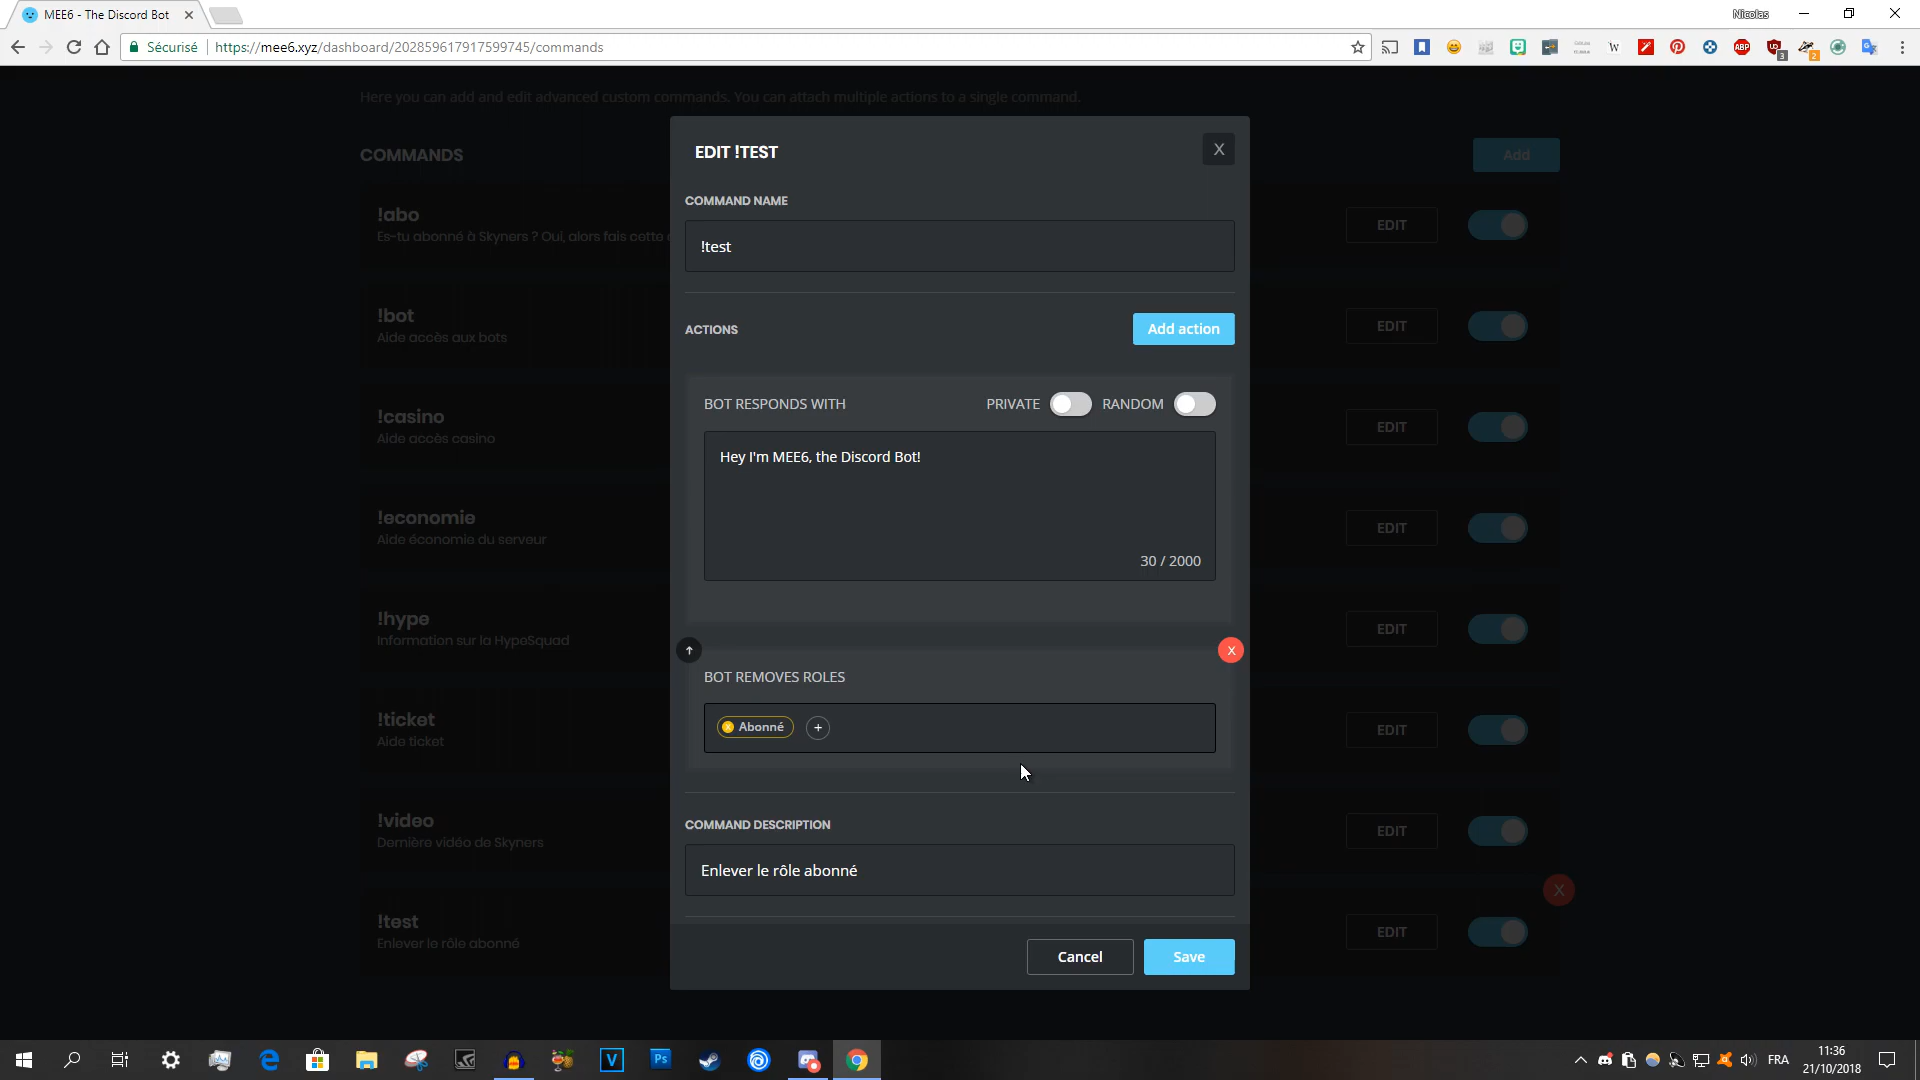 MEE6 - The Discord Bot
Nicolas
Sécurisé
https://mee6.xyz/dashboard/202859617917599745/commands
Here you can add and edit advanced custom commands. You can attach multiple actions to a single command.
COMMANDS
Add
!abo
Es-tu abonné à Skyners ? Oui, alors fais cette
EDIT
!bot
Aide accès aux bots
EDIT
!casino
Aide accès casino
EDIT
!economie
Aide économie du serveur
EDIT
!hype
Information sur la HypeSquad
EDIT
!ticket
Aide ticket
EDIT
!video
Dernière vidéo de Skyners
EDIT
X
!test
Enlever le rôle abonné
EDIT
EDIT !TEST
X
COMMAND NAME
!test
ACTIONS
Add action
BOT RESPONDS WITH
PRIVATE
RANDOM
Hey I'm MEE6, the Discord Bot!
30 / 2000
X
BOT REMOVES ROLES
Abonné
+
COMMAND DESCRIPTION
Enlever le rôle abonné
Cancel
Save
W
ABP
3
2
V
Ps
FRA
11:36
21/10/2018